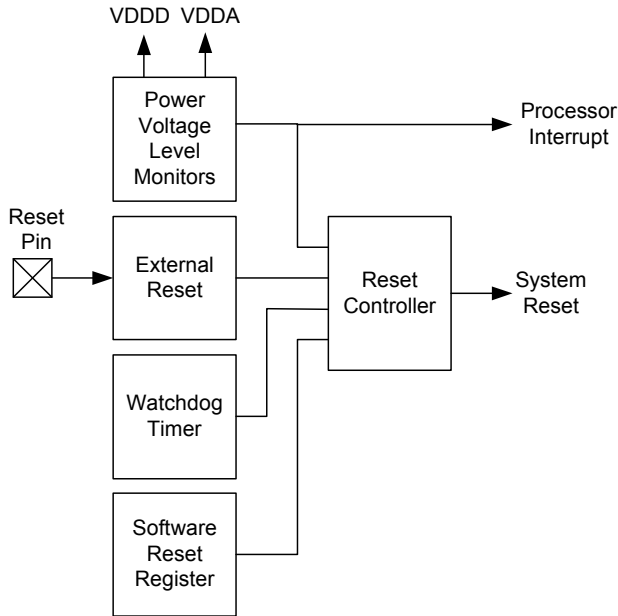 VDDD VDDA
Power
Voltage
Level
Monitors
Processor
Interrupt
Reset
Pin
External
Reset
Reset
Controller
System
Reset
Watchdog
Timer
Software
Reset
Register